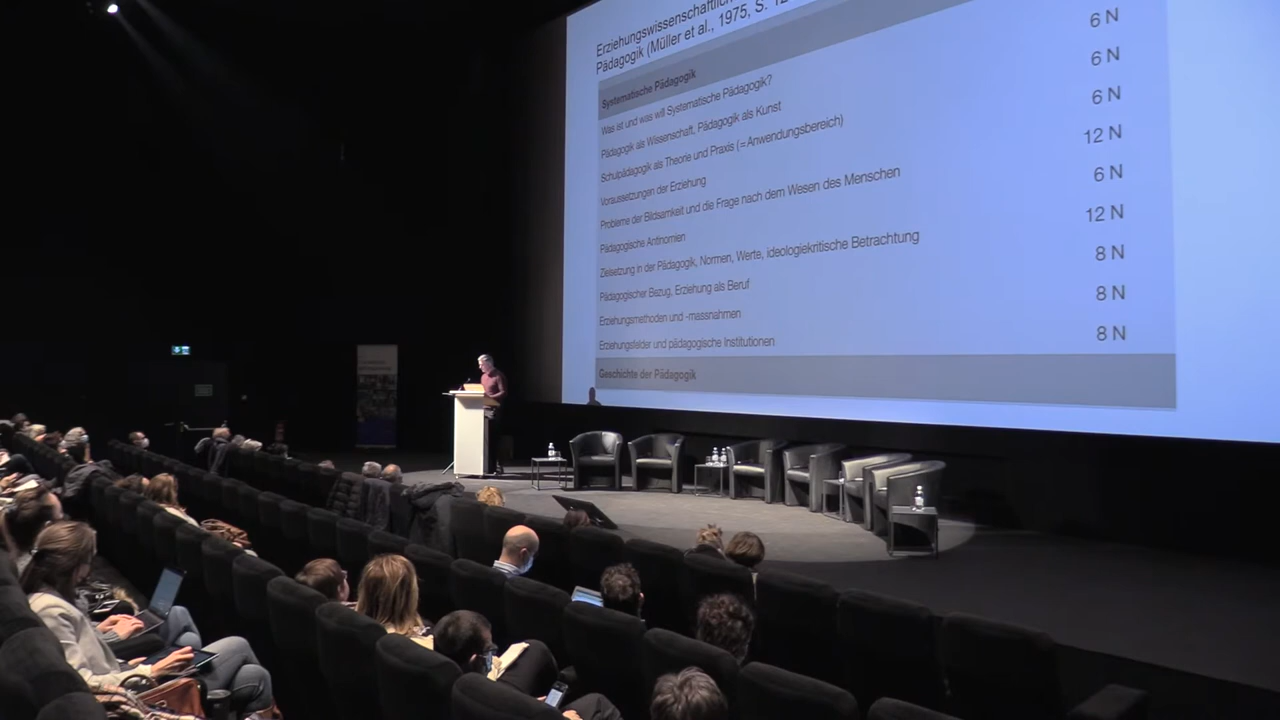 Erziehungswissenschaftlich
Pädagogik (Müller et al., 1975, S. 12
Systematische Pädagogik
Was ist und was will Systematische Pädagogik?
Pädagogik als Wissenschaft, Pädagogik als Kunst 6 N
Schulpädagogik als Theorie und Praxis (=Anwendungsbereich) 6 N
Voraussetzungen der Erziehung 6 N
Probleme der Bildsamkeit und die Frage nach dem Wesen des Menschen 12 N
Pädagogische Antinomien 6 N
Zielsetzung in der Pädagogik, Normen, Werte, ideologiekritische Betrachtung 12 N
Pädagogischer Bezug, Erziehung als Beruf 8 N
Erziehungsmethoden und -massnahmen 8 N
Erziehungsfelder und pädagogische Institutionen 8 N
Geschichte der Pädagogik